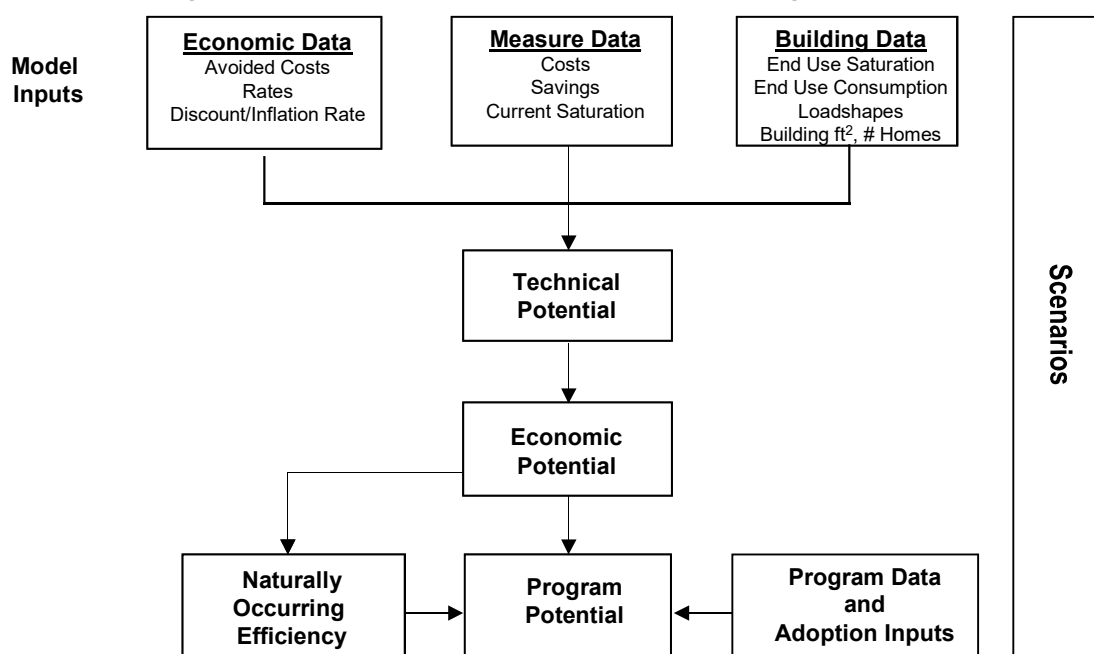 Model
Inputs
Economic Data
Avoided Costs
Rates
Discount/Inflation Rate
Measure Data
Costs
Savings
Current Saturation
Building Data
End Use Saturation
End Use Consumption
Loadshapes
Building ft², # Homes
Technical
Potential
Economic
Potential
Naturally
Occurring
Efficiency
Program
Potential
Program Data
and
Adoption Inputs
Scenarios